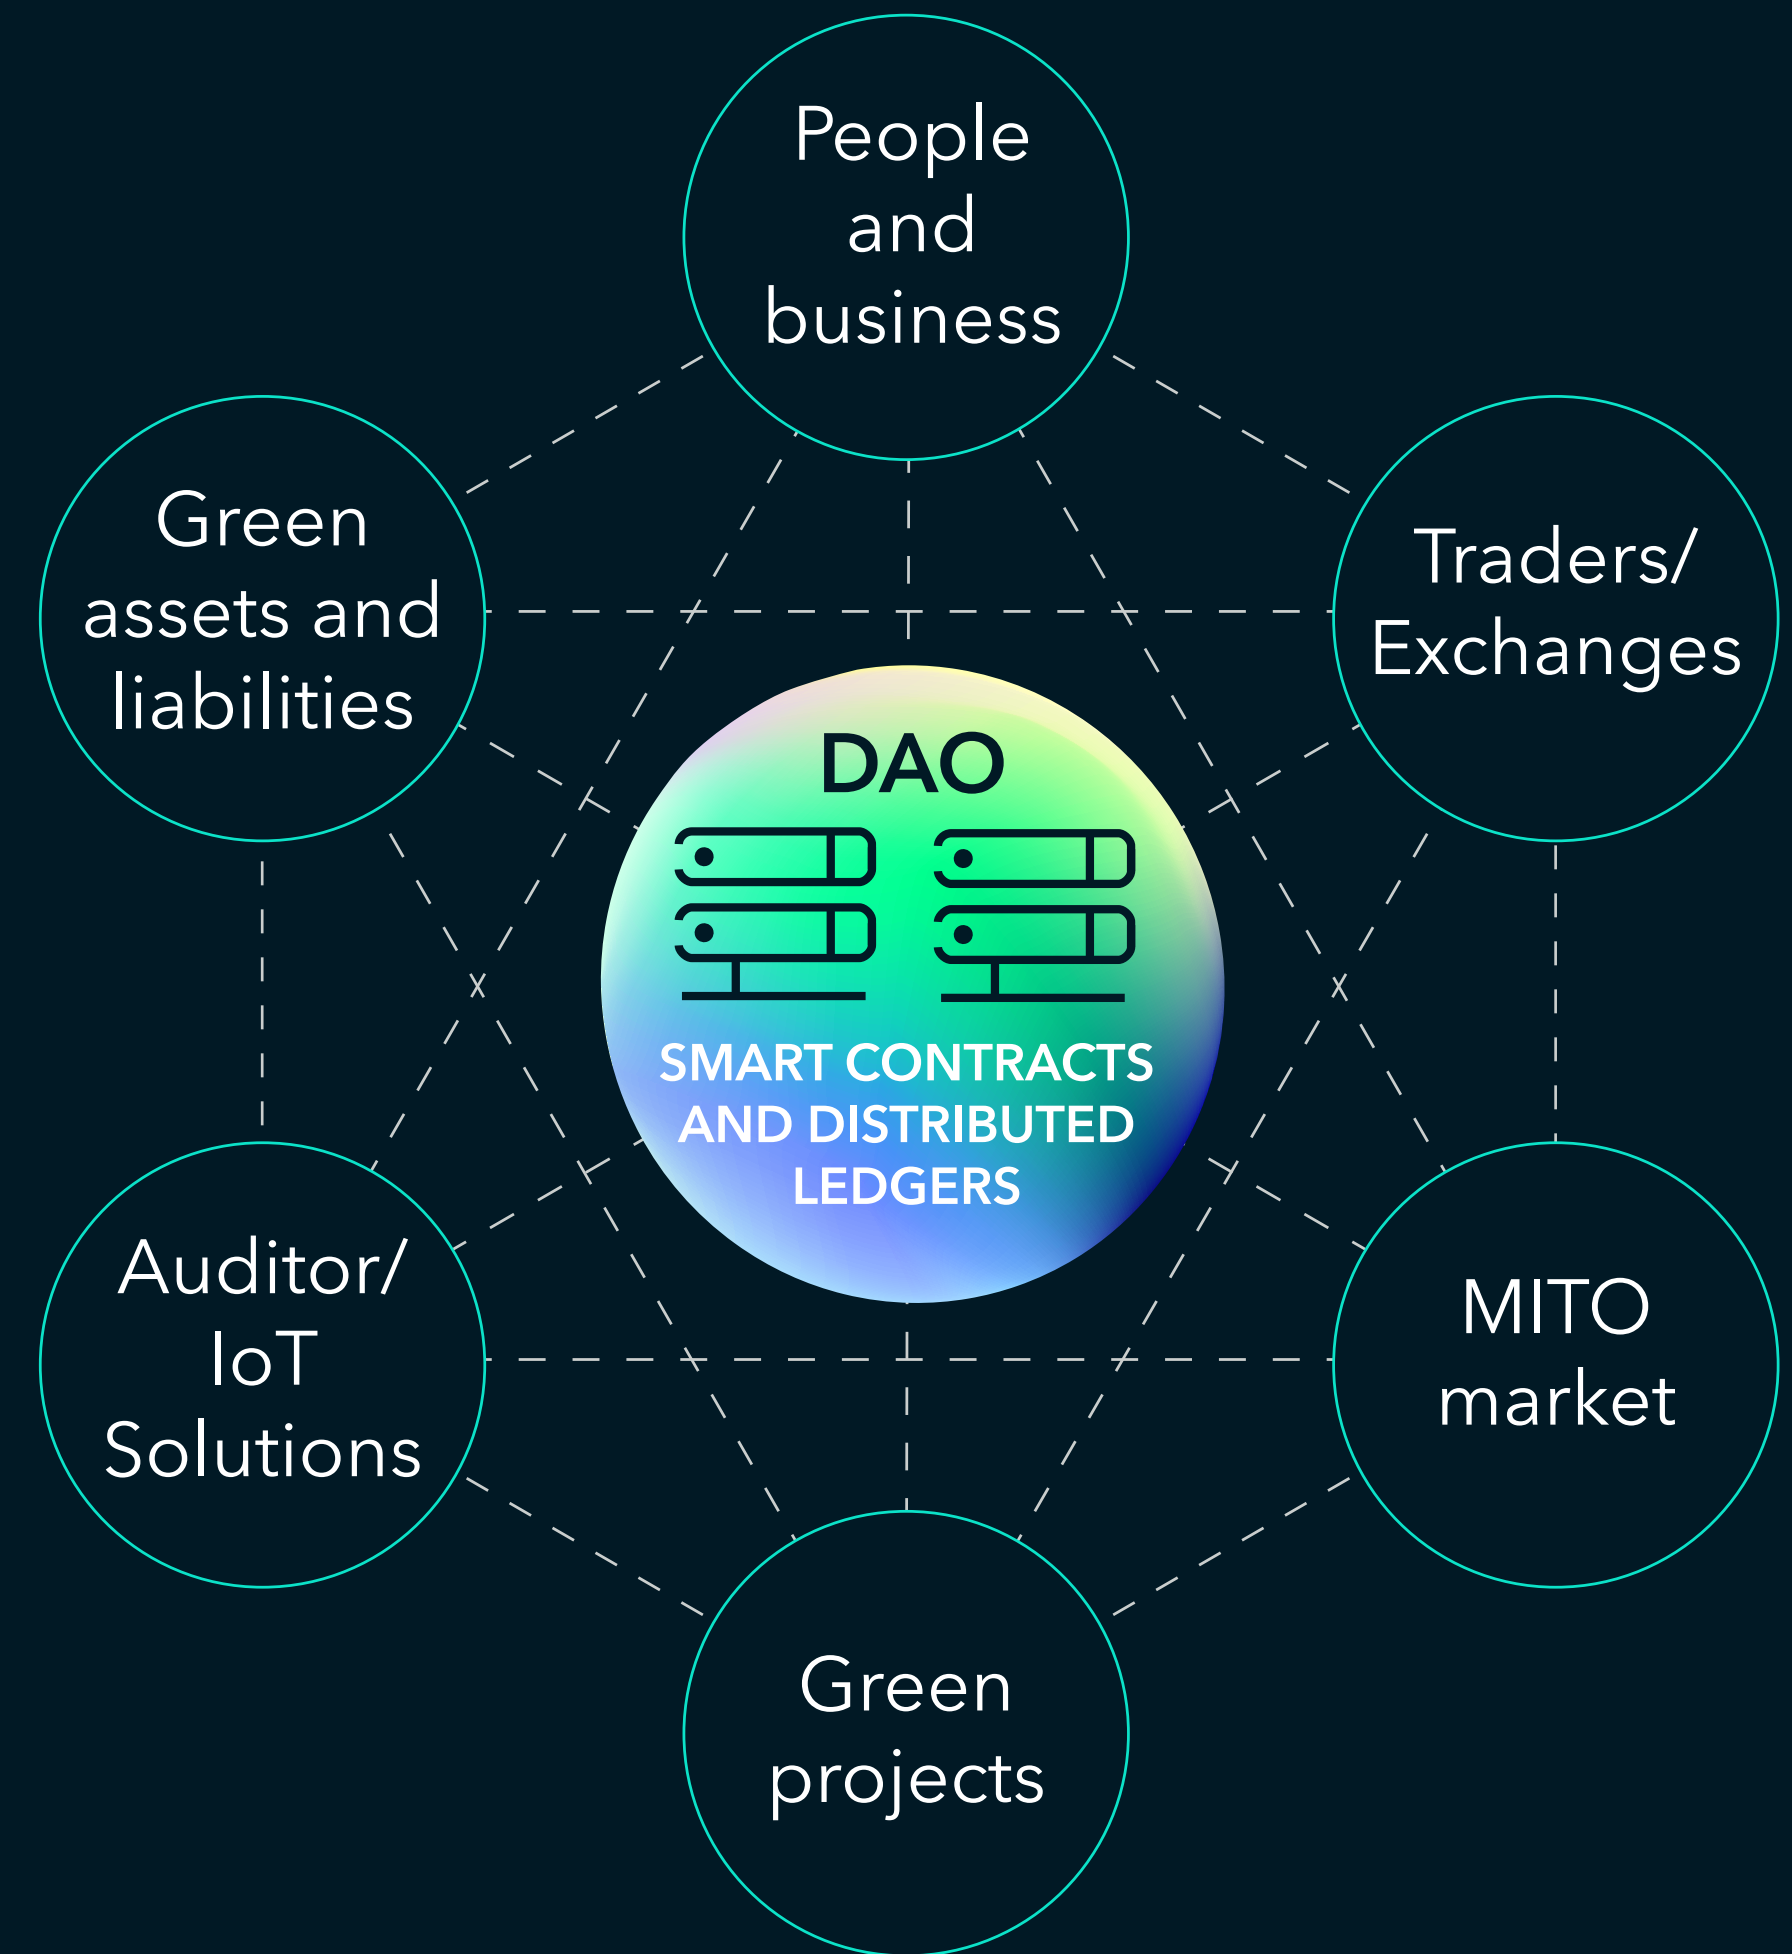 People
and
business
Green
assets and
liabilities
Traders/
Exchanges
DAO
SMART CONTRACTS
AND DISTRIBUTED
LEDGERS
Auditor/
IoT
Solutions
MITO
market
Green
projects